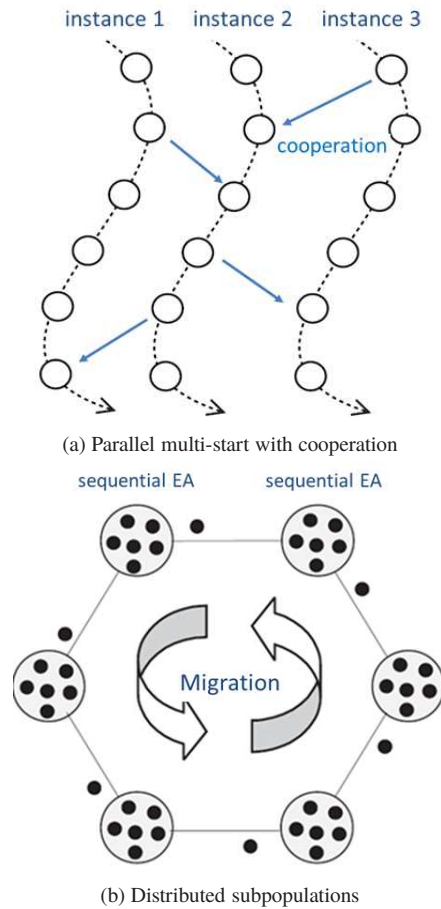 instance 1 instance 2 instance 3
cooperation
(a) Parallel multi-start with cooperation
sequential EA sequential EA
Migration
(b) Distributed subpopulations